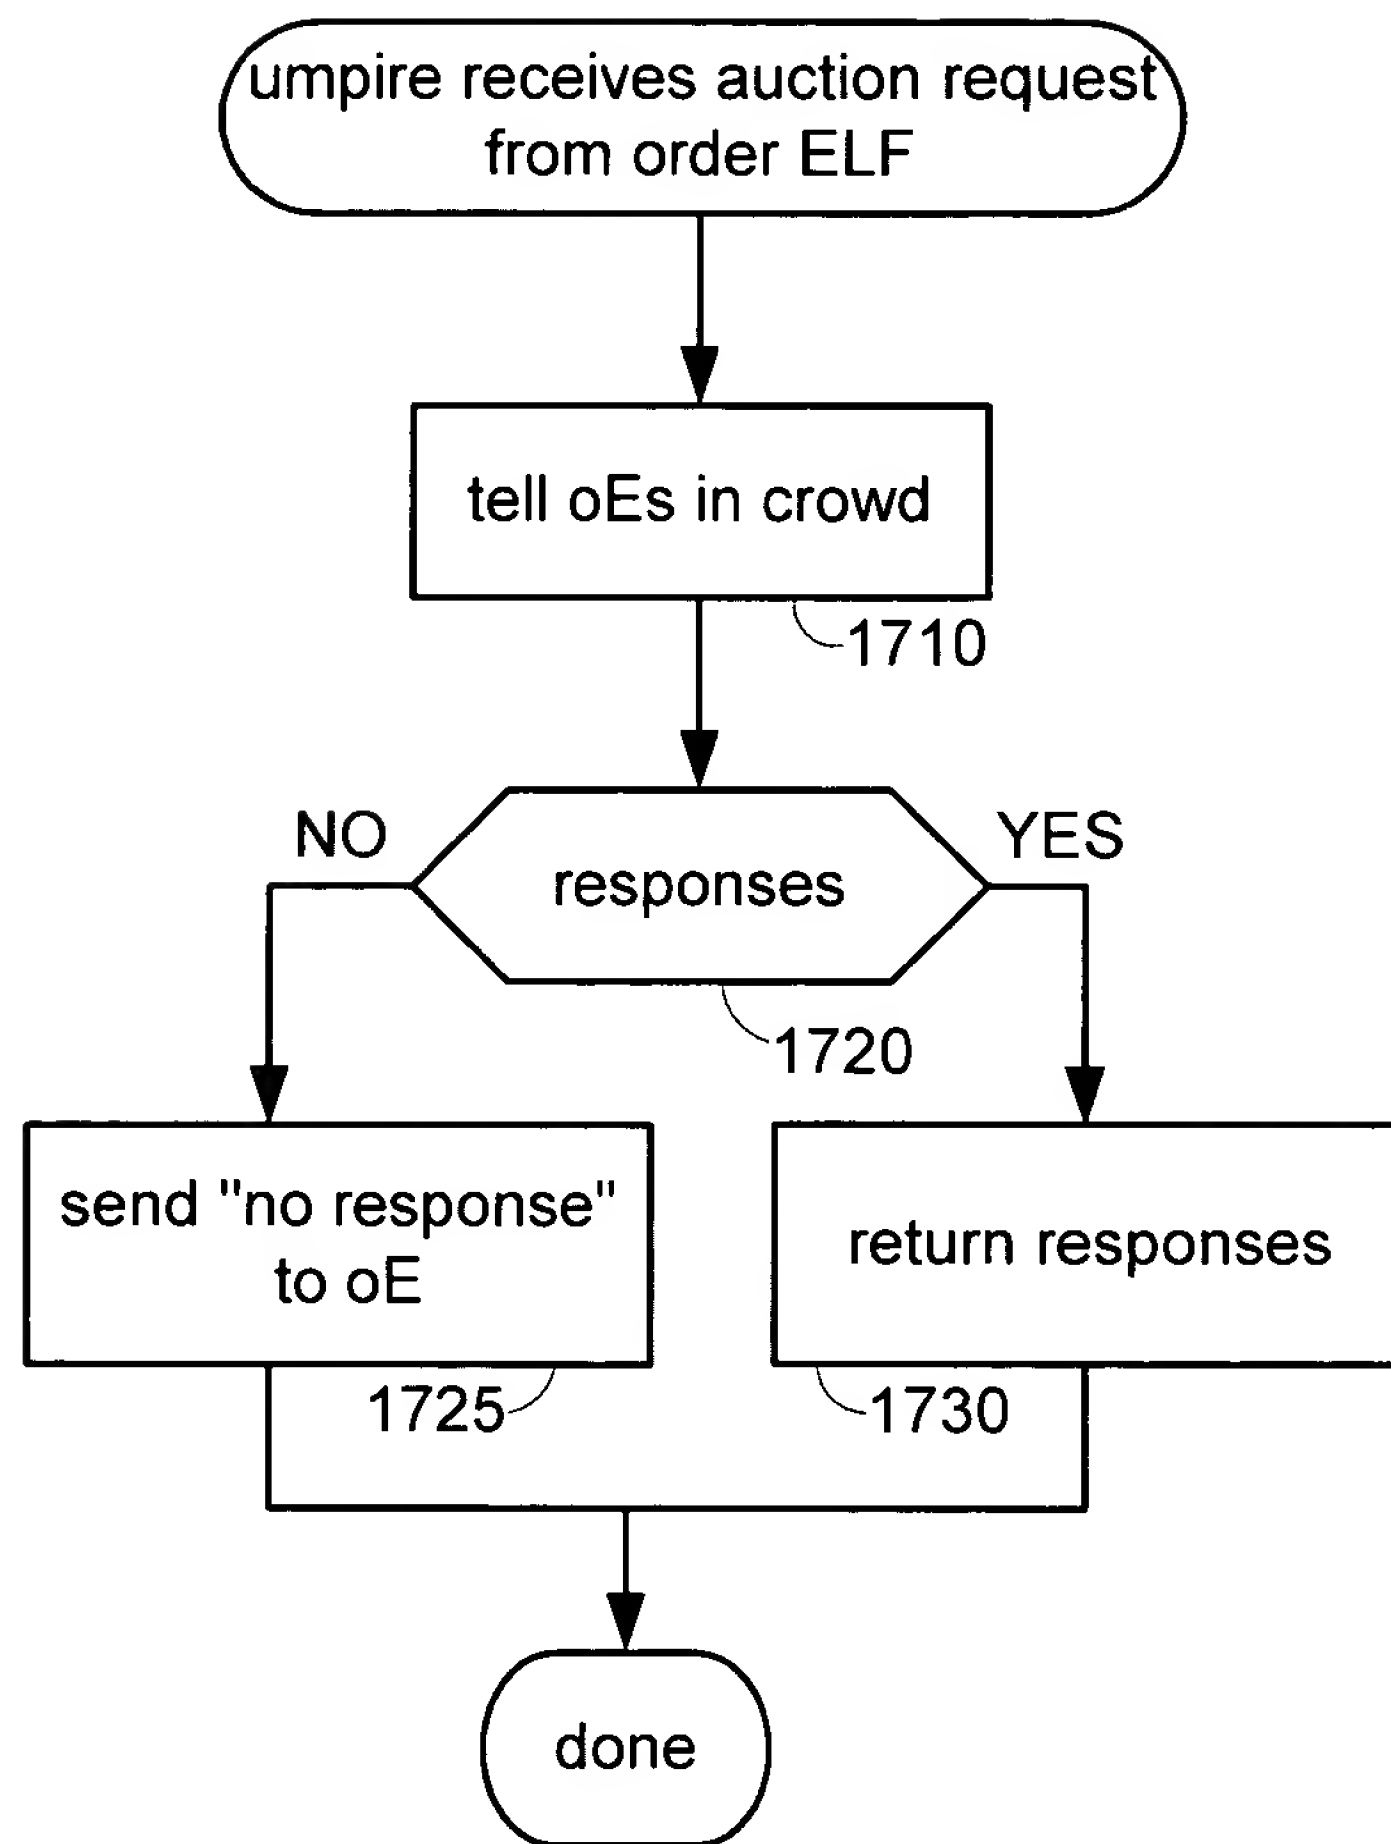 umpire receives auction request
from order ELF
tell oEs in crowd
1710
NO
YES
responses
1720
send "no response"
to oE
return responses
1725
1730
done